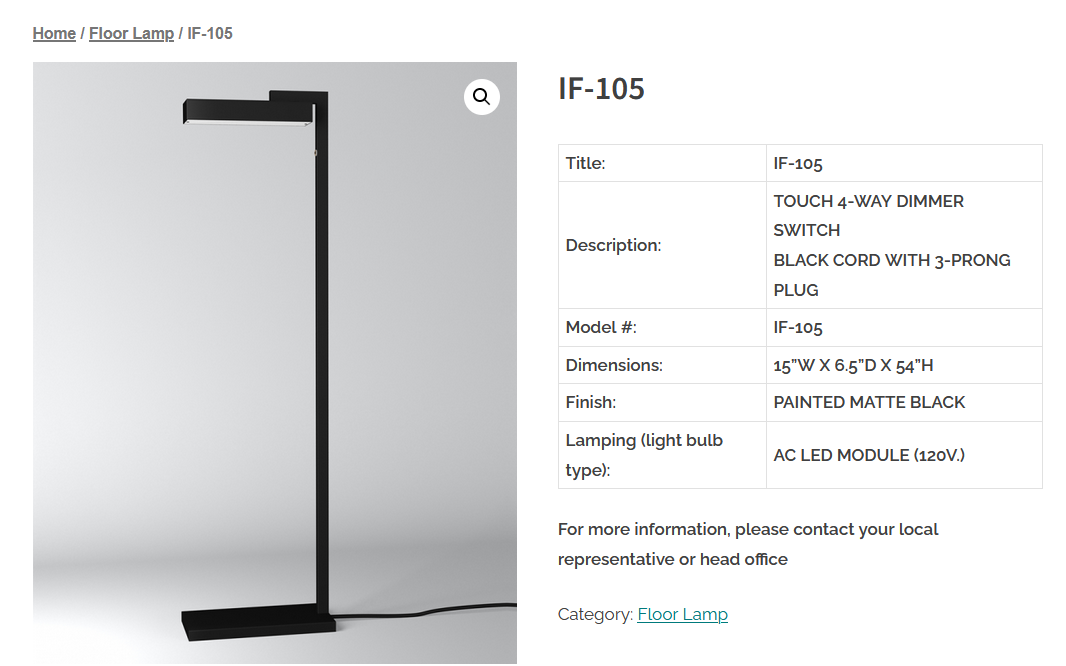 Home / Floor Lamp / IF-105
IF-105
Title: IF-105
Description: TOUCH 4-WAY DIMMER
SWITCH
BLACK CORD WITH 3-PRONG
PLUG
Model #: IF-105
Dimensions: 15”W X 6.5”D X 54”H
Finish: PAINTED MATTE BLACK
Lamping (light bulb
type): AC LED MODULE (120V.)
For more information, please contact your local
representative or head office
Category: Floor Lamp